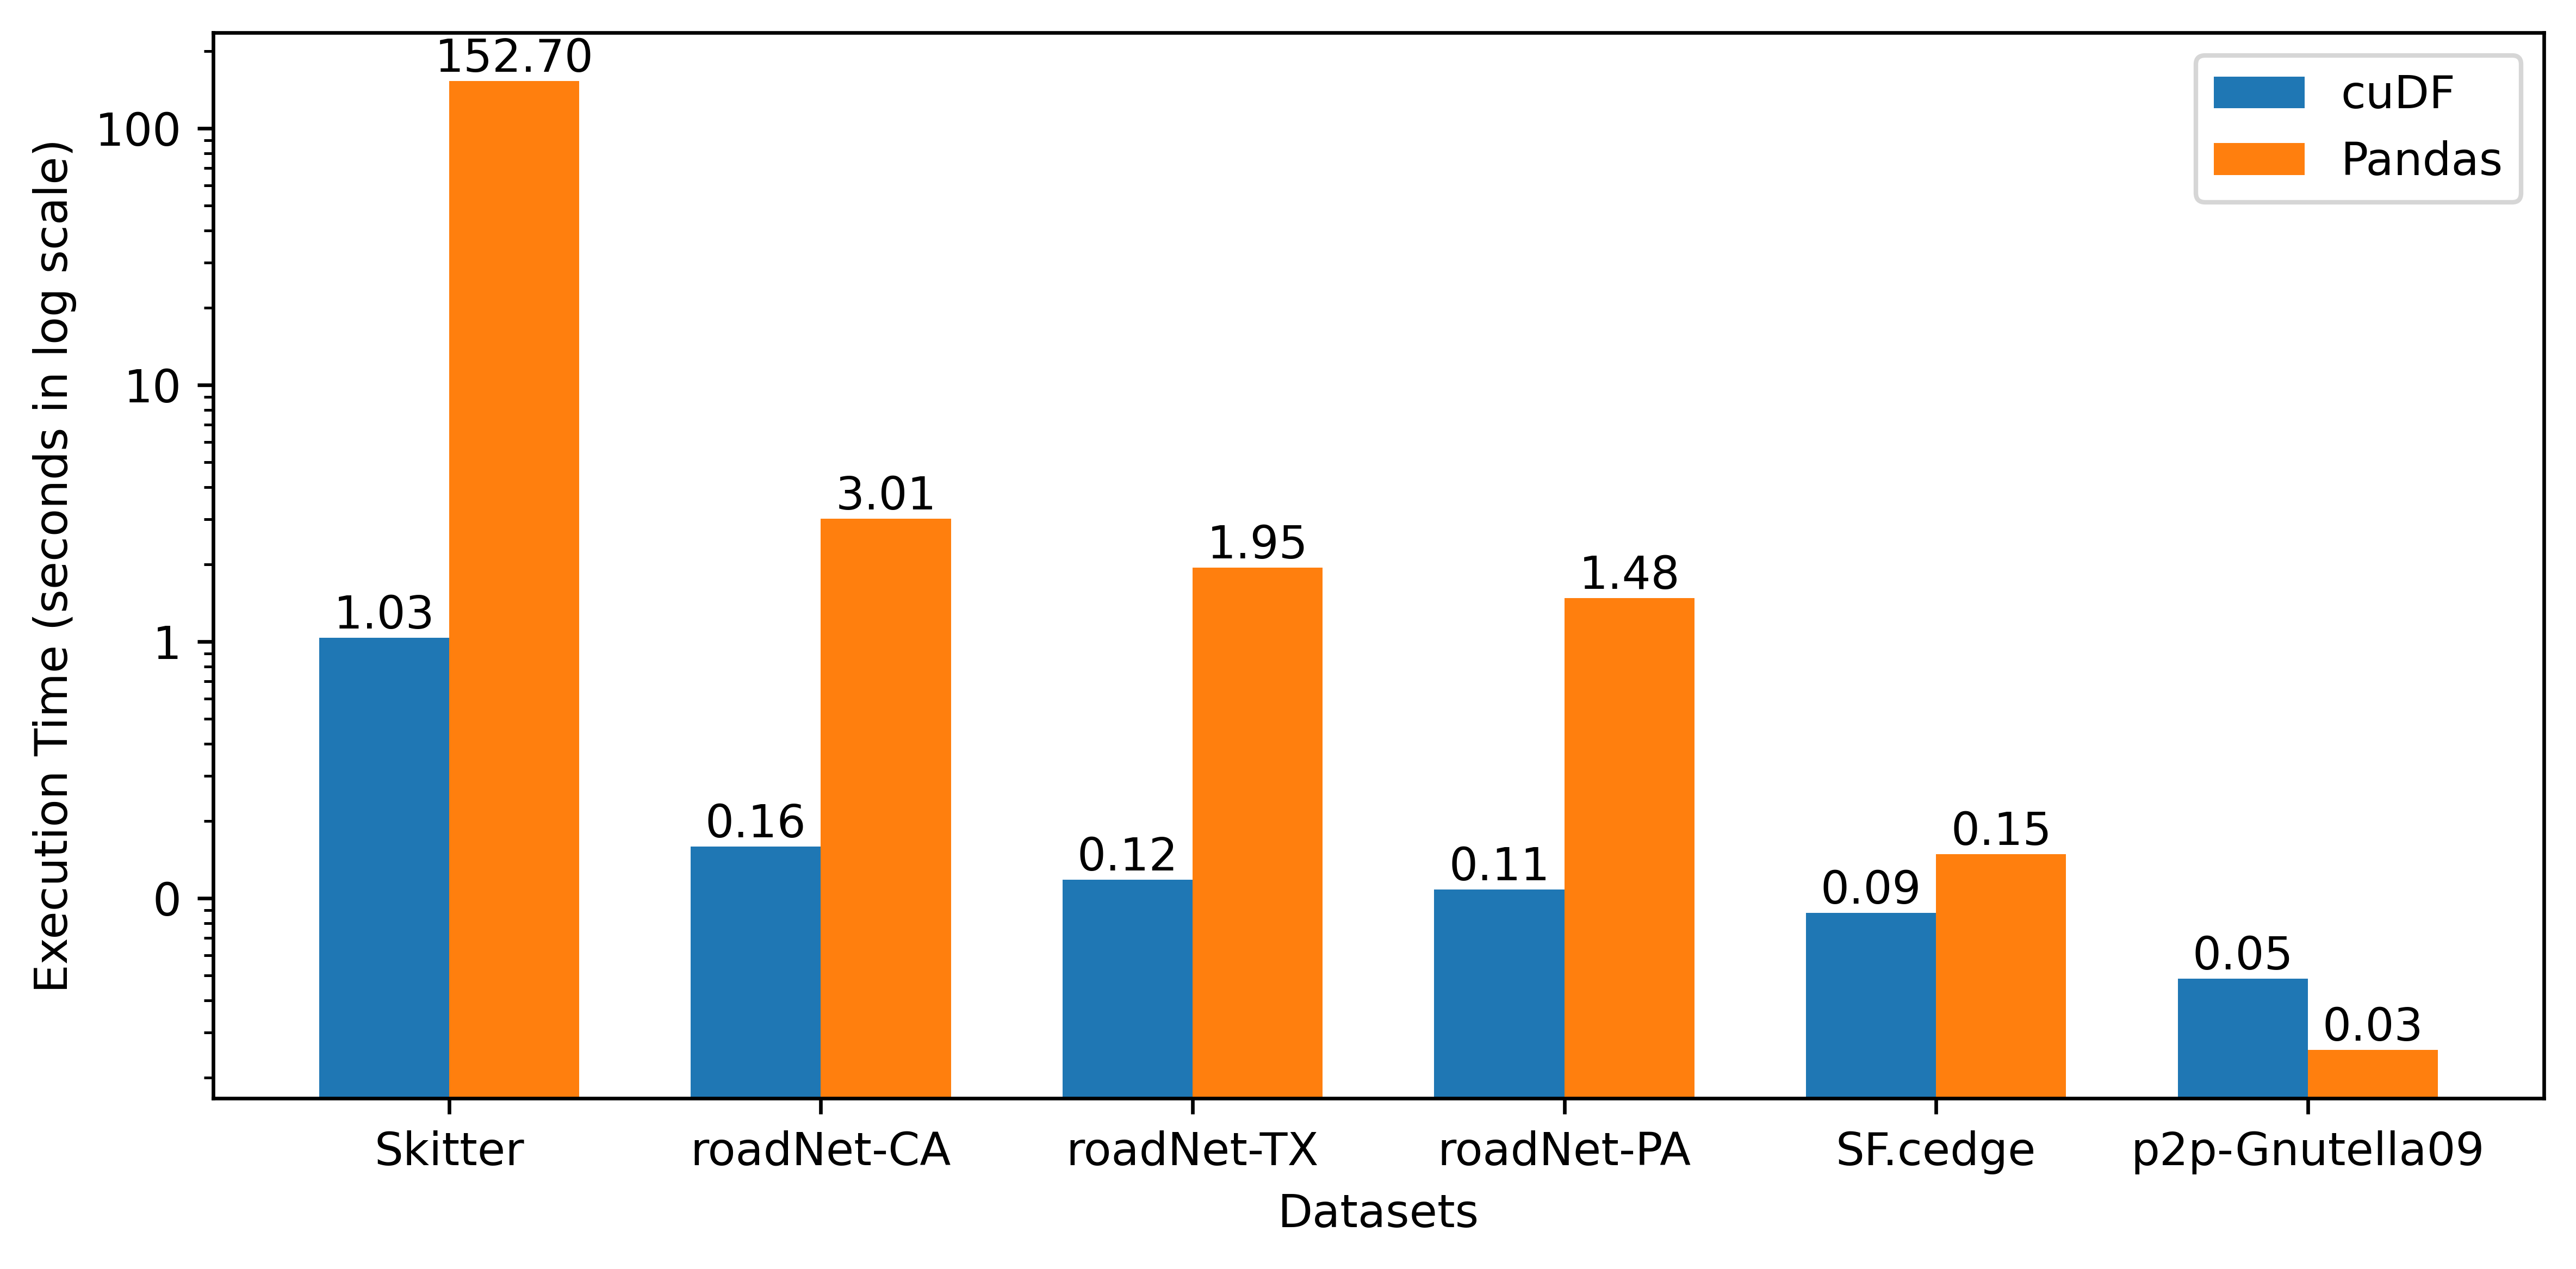 Execution Time (seconds in log scale)
100
10
1
0
cuDF
Pandas
1.03
152.70
0.16
3.01
0.12
1.95
0.11
1.48
0.09
0.15
0.05
0.03
Skitter
roadNet-CA
roadNet-TX
roadNet-PA
SF.cedge
p2p-Gnutella09
Datasets